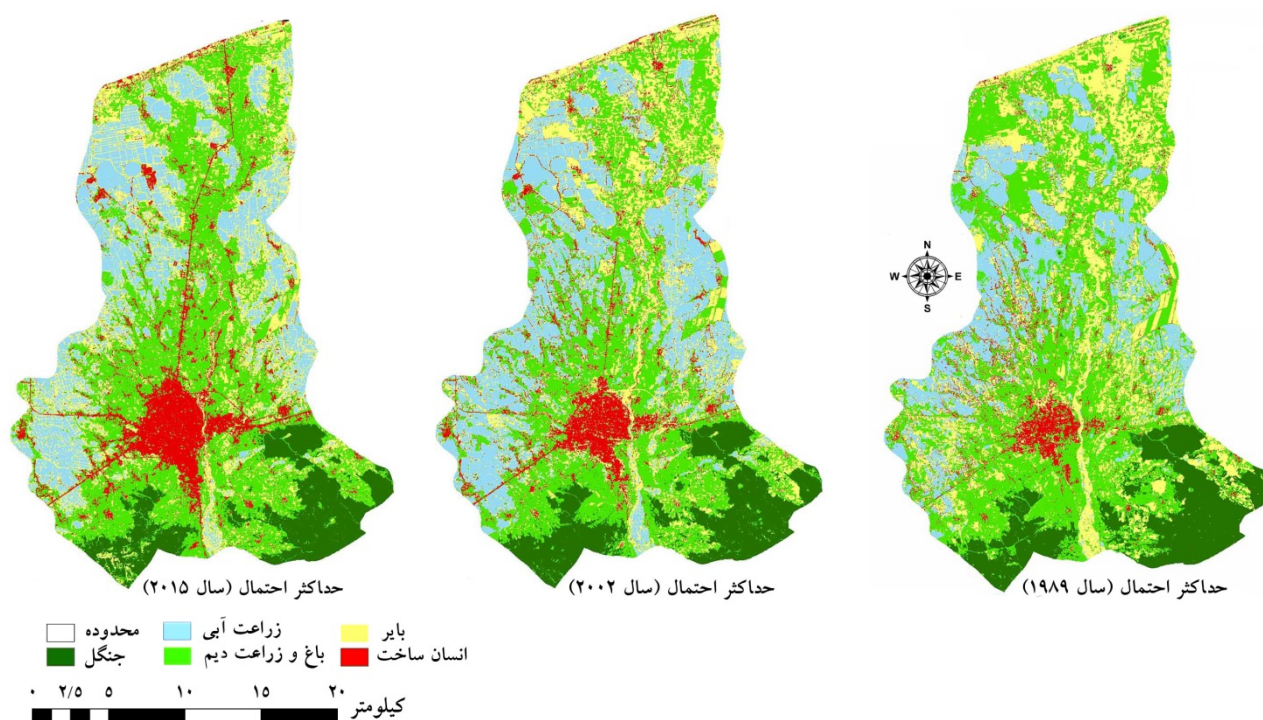 N
W E
S
حداکثر احتمال (سال ۱۹۸۹)
حداکثر احتمال (سال ۲۰۰۲)
حداکثر احتمال (سال ۲۰۱۵)
بایر
زراعت آبی
محدوده
انسان ساخت
باغ و زراعت دیم
جنگل
۰ ۲/۵ ۵ ۱۰ ۱۵ ۲۰
کیلومتر